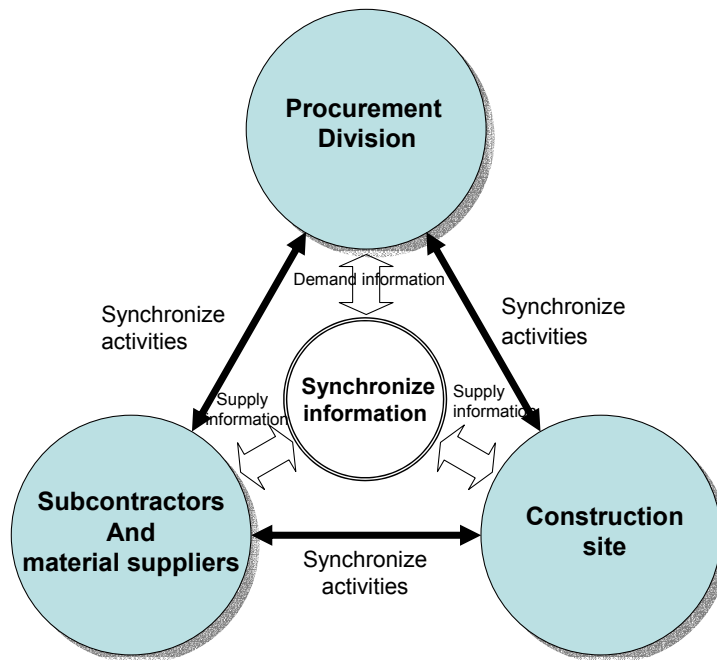 Procurement
Division
Demand information
Synchronize
activities
Synchronize
activities
Synchronize
information
Supply
information
Supply
information
Subcontractors
And
material suppliers
Construction
site
Synchronize
activities